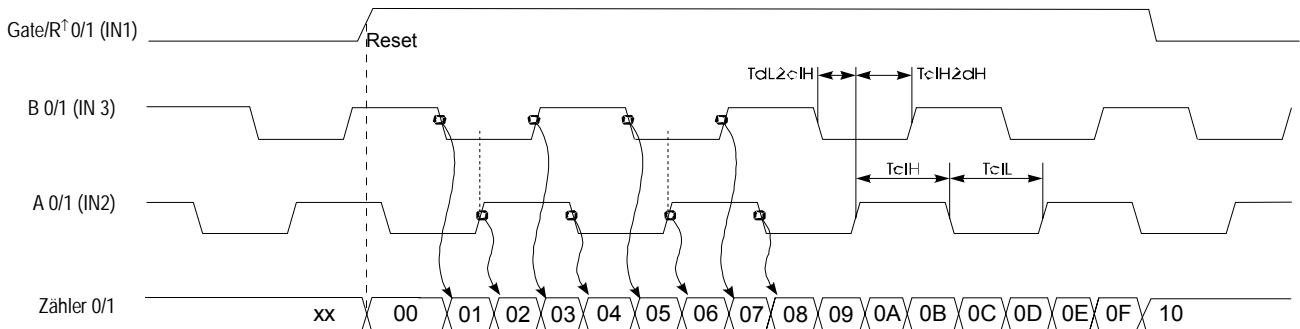 Gate/R↑ 0/1 (IN1)
Reset
TdL2clH
TclH2dH
B 0/1 (IN 3)
TclH
TclL
A 0/1 (IN2)
Zähler 0/1
xx 00 01 02 03 04 05 06 07 08 09 0A 0B 0C 0D 0E 0F 10